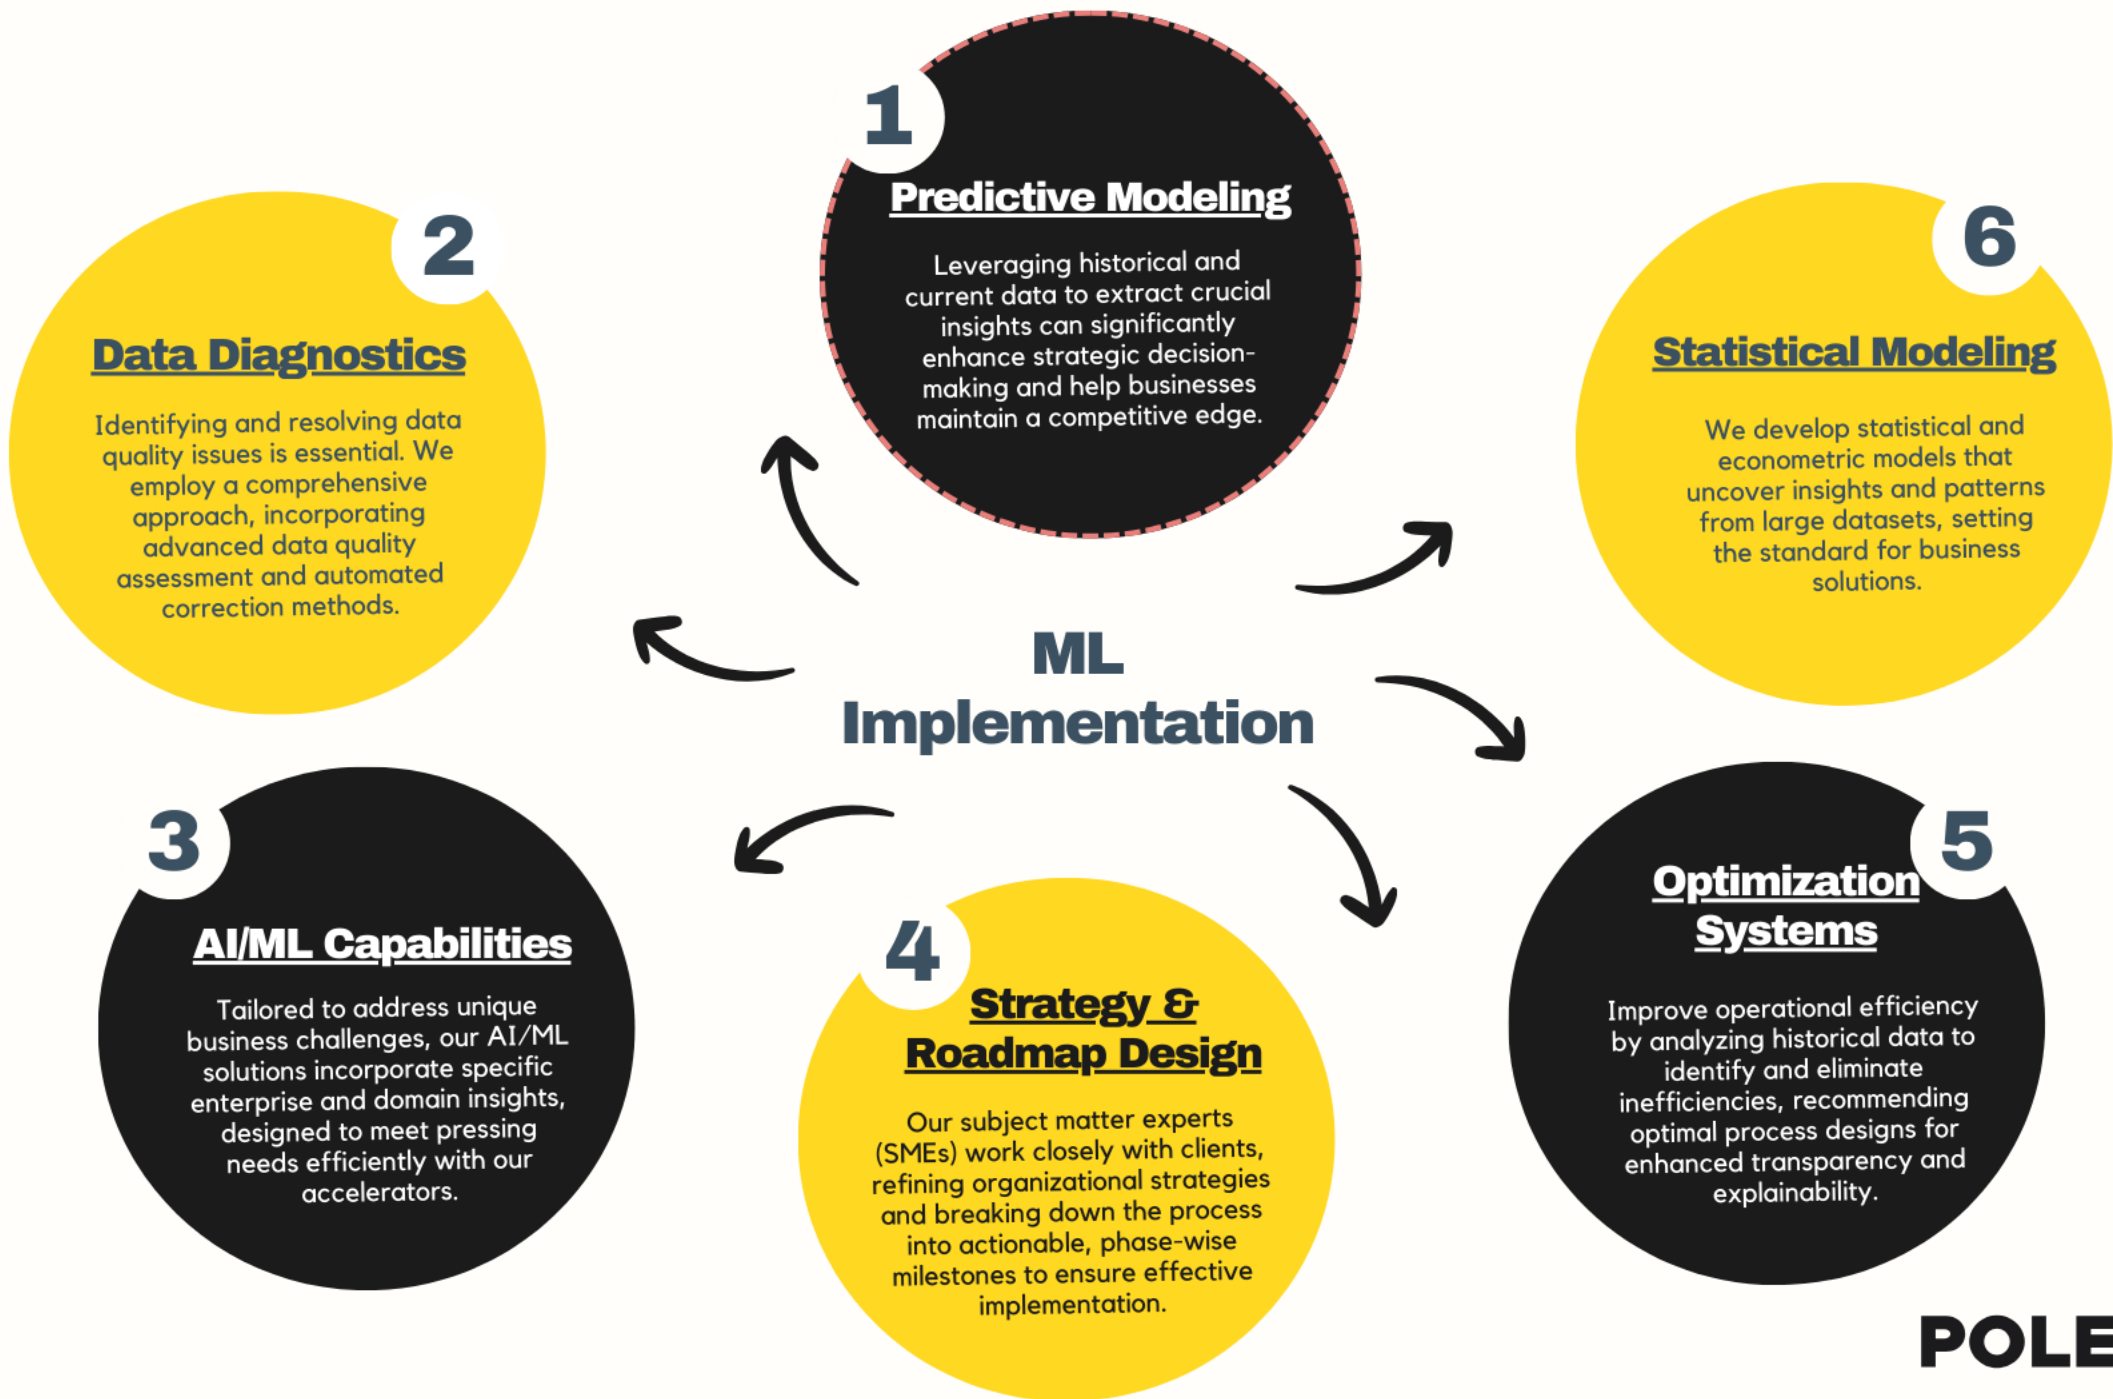 1
Predictive Modeling
Leveraging historical and
current data to extract crucial
insights can significantly
enhance strategic decision-
making and help businesses
maintain a competitive edge.
2
Data Diagnostics
Identifying and resolving data
quality issues is essential. We
employ a comprehensive
approach, incorporating
advanced data quality
assessment and automated
correction methods.
6
Statistical Modeling
We develop statistical and
econometric models that
uncover insights and patterns
from large datasets, setting
the standard for business
solutions.
ML
Implementation
3
AI/ML Capabilities
Tailored to address unique
business challenges, our AI/ML
solutions incorporate specific
enterprise and domain insights,
designed to meet pressing
needs efficiently with our
accelerators.
4
Strategy &
Roadmap Design
Our subject matter experts
(SMEs) work closely with clients,
refining organizational strategies
and breaking down the process
into actionable, phase-wise
milestones to ensure effective
implementation.
5
Optimization
Systems
Improve operational efficiency
by analyzing historical data to
identify and eliminate
inefficiencies, recommending
optimal process designs for
enhanced transparency and
explainability.
POLE